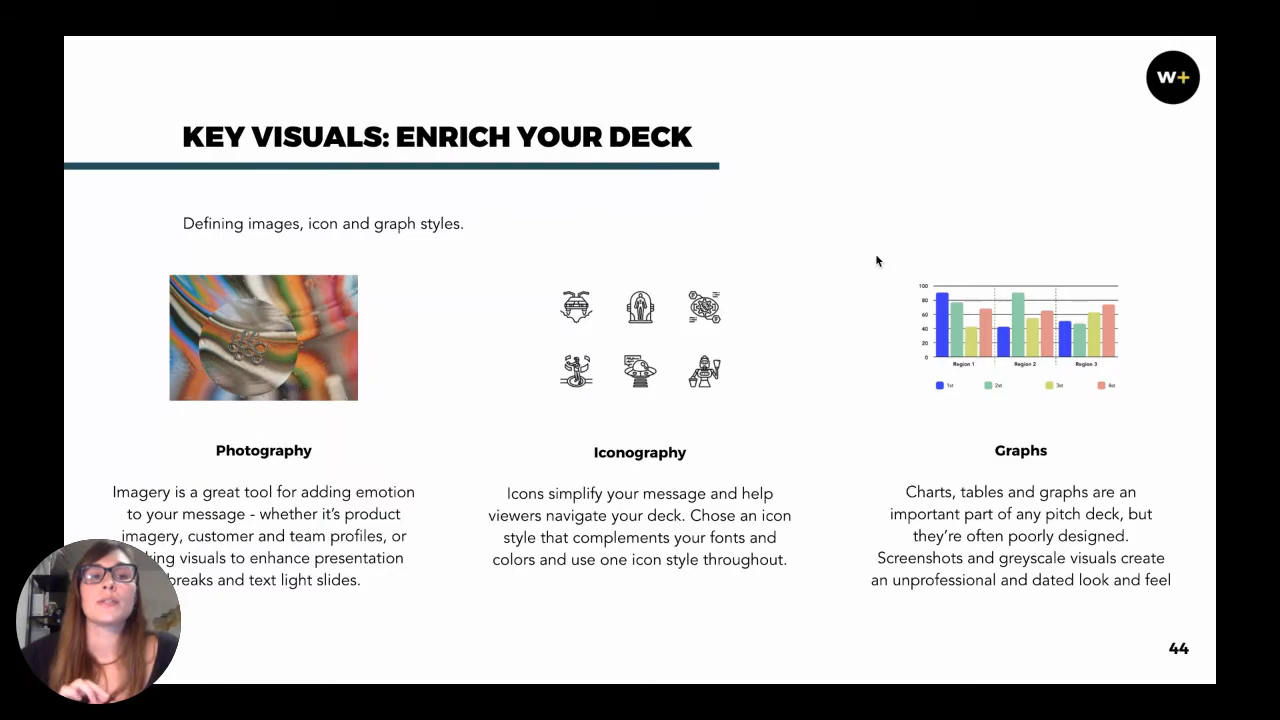 w+
KEY VISUALS: ENRICH YOUR DECK
Defining images, icon and graph styles.
Photography
Imagery is a great tool for adding emotion
to your message - whether it's product
imagery, customer and team profiles, or
visuals to enhance presentation
breaks and text light slides.
Iconography
Icons simplify your message and help
viewers navigate your deck. Chose an icon
style that complements your fonts and
colors and use one icon style throughout.
100
80
60
40
20
0
Region 1 Region 2 Region 3
1st 2st 3st 4st
Graphs
Charts, tables and graphs are an
important part of any pitch deck, but
they're often poorly designed.
Screenshots and greyscale visuals create
an unprofessional and dated look and feel
44